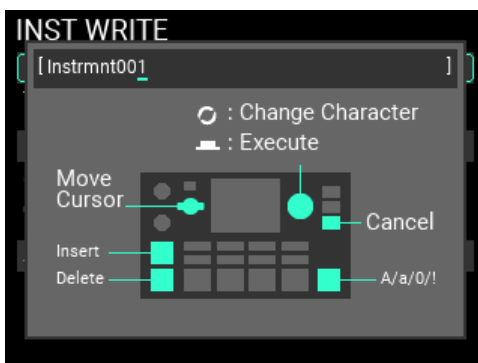 INST WRITE
[ Instrmnt001 ]
: Change Character
: Execute
Move
Cursor
Cancel
Insert
Delete
A/a/0/!